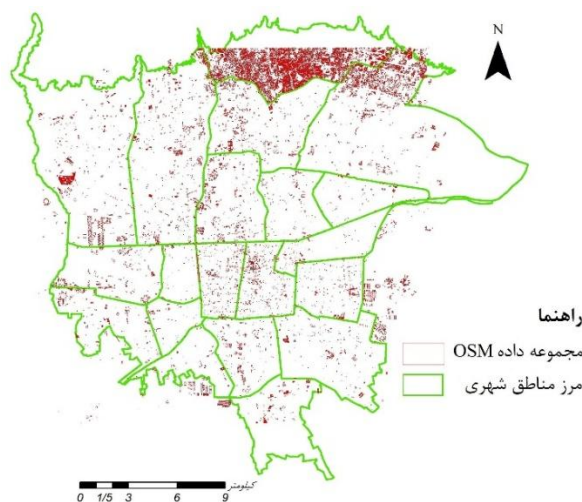 N
راهنما
مجموعه داده OSM
مرز مناطق شهری
کیلومتر
0 1/5 3 6 9